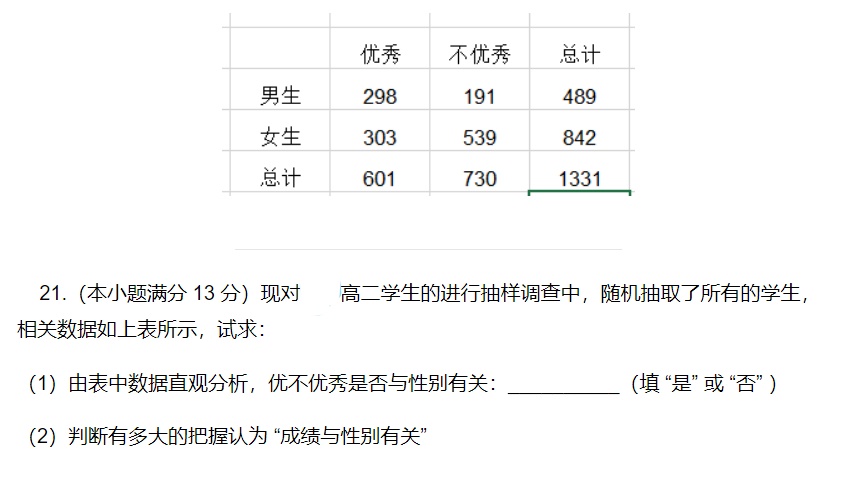 优秀 不优秀 总计
男生 298 191 489
女生 303 539 842
总计 601 730 1331
21.（本小题满分 13 分）现对 高二学生的进行抽样调查中，随机抽取了所有的学生，
相关数据如上表所示，试求：
（1）由表中数据直观分析，优不优秀是否与性别有关：__________（填 “是” 或 “否” ）
（2）判断有多大的把握认为 “成绩与性别有关”